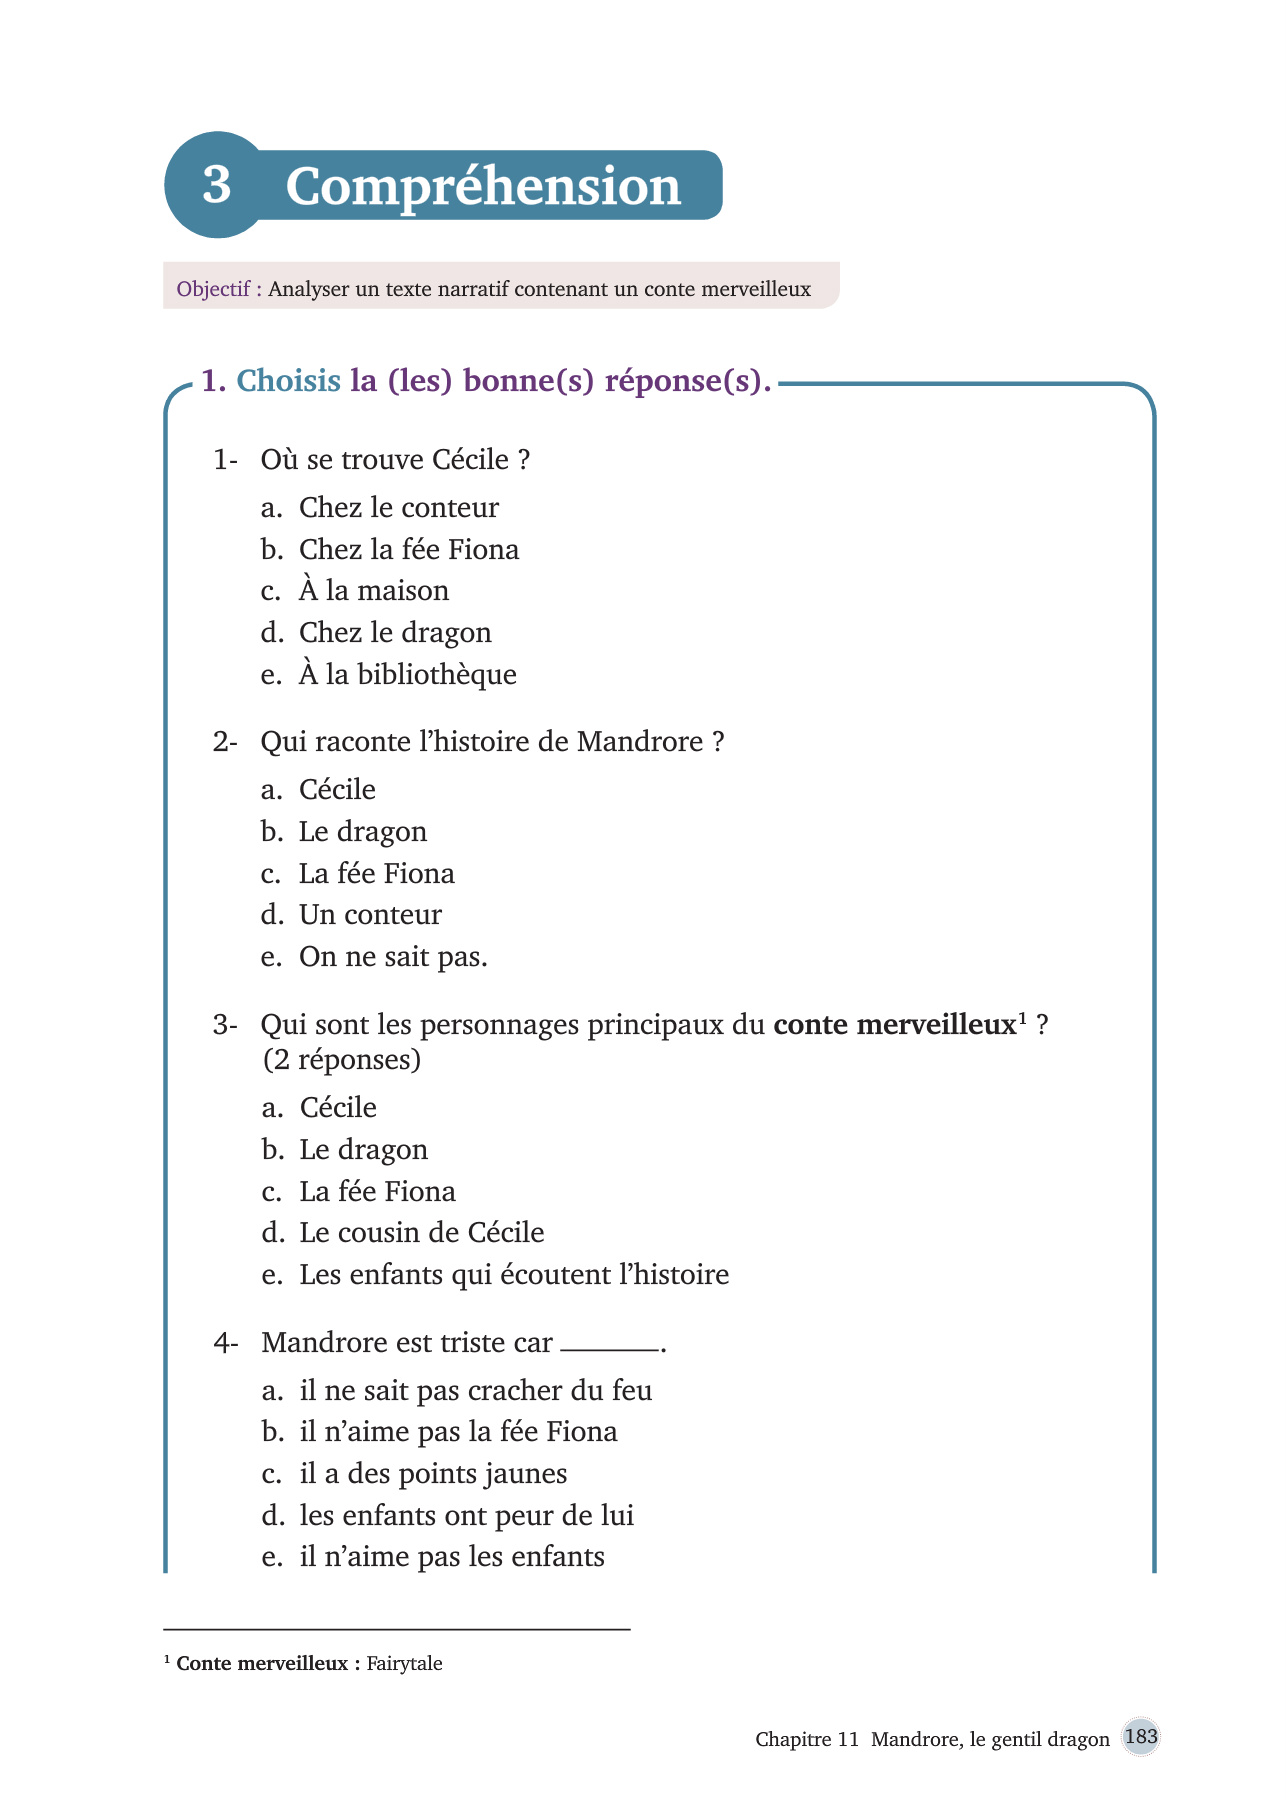 3 Compréhension
Objectif : Analyser un texte narratif contenant un conte merveilleux
1. Choisis la (les) bonne(s) réponse(s).
1- Où se trouve Cécile ?
a. Chez le conteur
b. Chez la fée Fiona
c. À la maison
d. Chez le dragon
e. À la bibliothèque
2- Qui raconte l’histoire de Mandrore ?
a. Cécile
b. Le dragon
c. La fée Fiona
d. Un conteur
e. On ne sait pas.
3- Qui sont les personnages principaux du conte merveilleux¹ ?
(2 réponses)
a. Cécile
b. Le dragon
c. La fée Fiona
d. Le cousin de Cécile
e. Les enfants qui écoutent l’histoire
4- Mandrore est triste car ______.
a. il ne sait pas cracher du feu
b. il n’aime pas la fée Fiona
c. il a des points jaunes
d. les enfants ont peur de lui
e. il n’aime pas les enfants
¹ Conte merveilleux : Fairytale
Chapitre 11 Mandrore, le gentil dragon 183